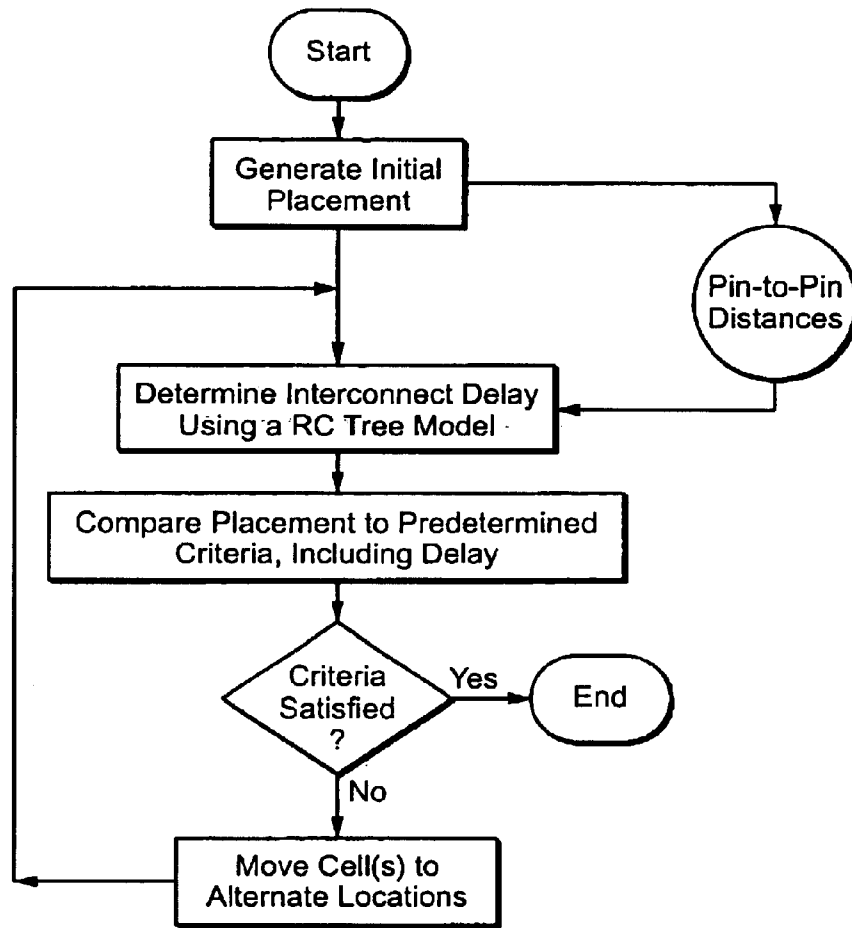 Start
Generate Initial
Placement
Pin-to-Pin
Distances
Determine Interconnect Delay
Using a RC Tree Model
Compare Placement to Predetermined
Criteria, Including Delay
Criteria
Satisfied
?
Yes
End
No
Move Cell(s) to
Alternate Locations